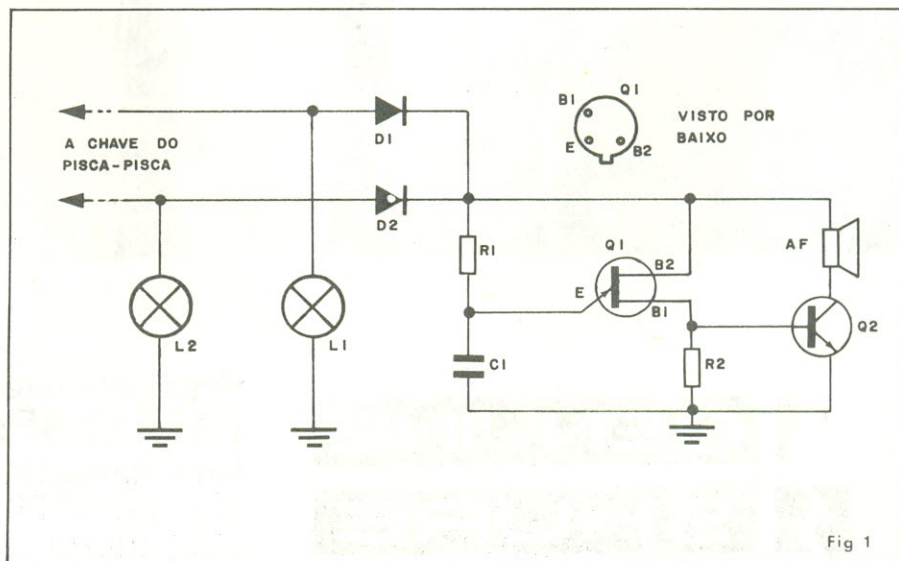 A CHAVE DO
PISCA-PISCA
D1
D2
B1
Q1
E
B2
VISTO POR
BAIXO
R1
Q1
B2
E
B1
AF
Q2
L2
L1
C1
R2
Fig 1